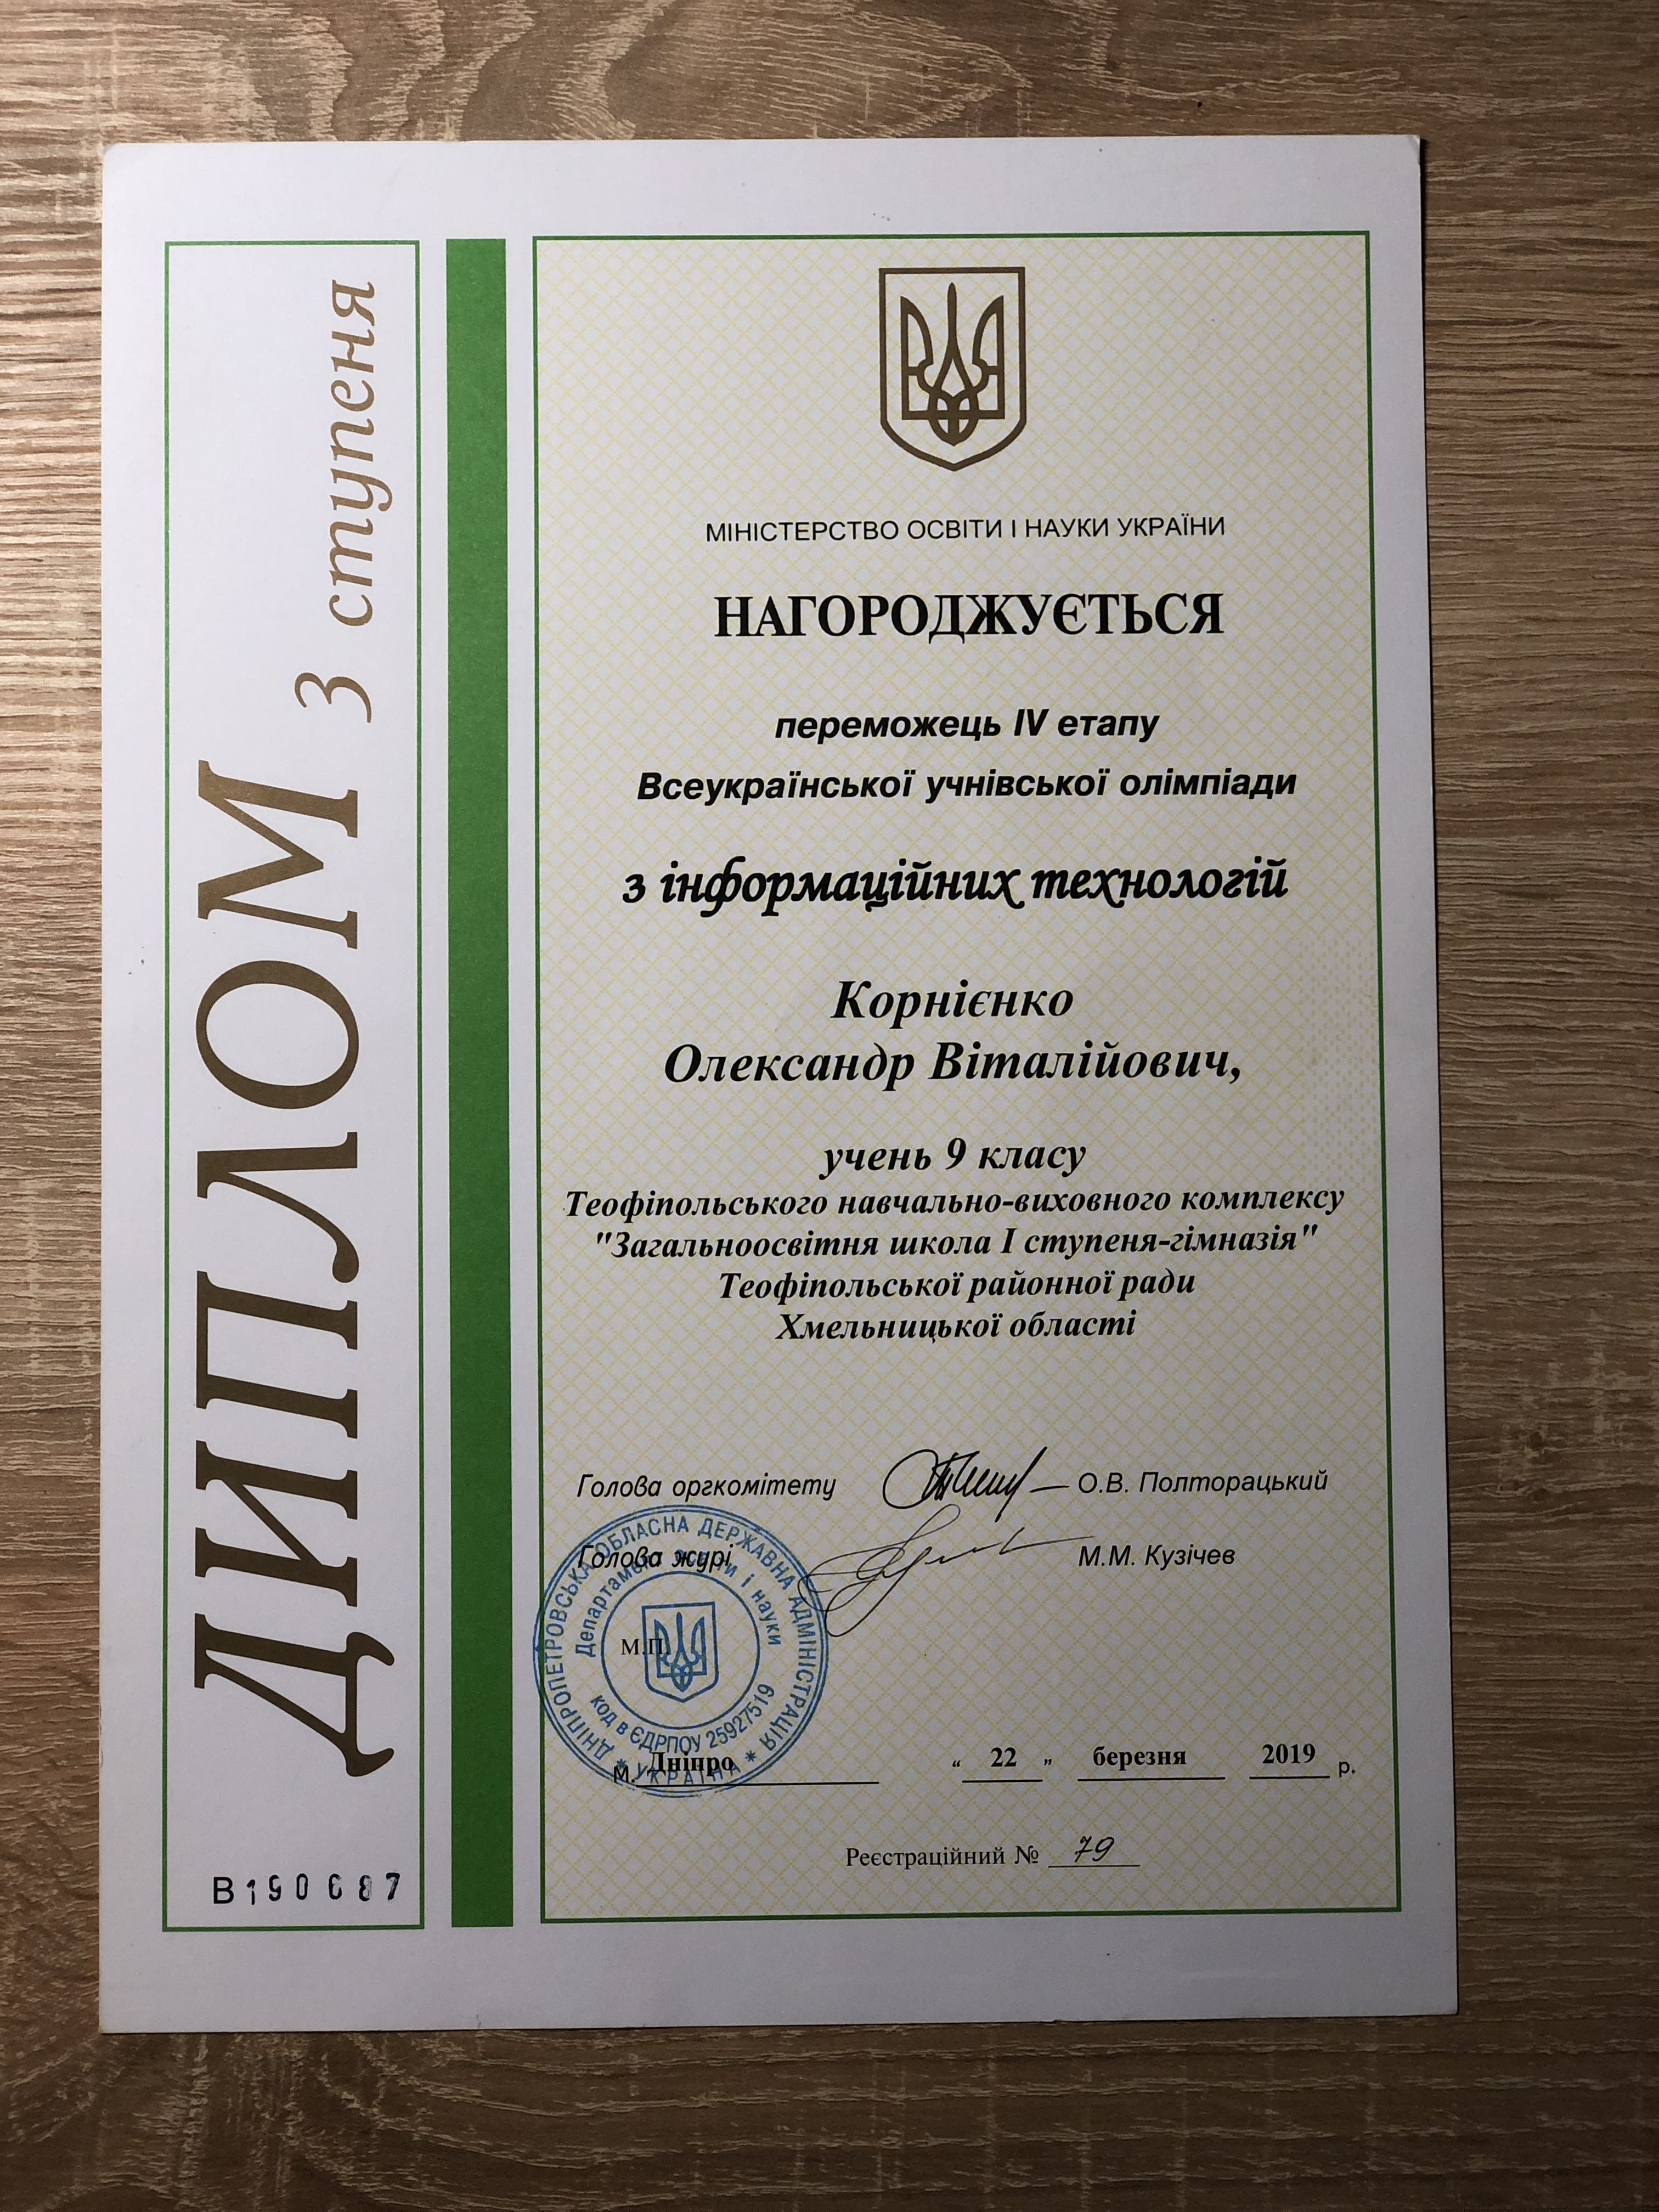 ДИПЛОМ 3 ступеня
В190687
МІНІСТЕРСТВО ОСВІТИ І НАУКИ УКРАЇНИ
НАГОРОДЖУЄТЬСЯ
переможець IV етапу
Всеукраїнської учнівської олімпіади
з інформаційних технологій
Корнієнко
Олександр Віталійович,
учень 9 класу
Теофіпольського навчально-виховного комплексу
"Загальноосвітня школа І ступеня-гімназія"
Теофіпольської районної ради
Хмельницької області
Голова оргкомітету О.В. Полторацький
Голова журі М.М. Кузічев
ДНІПРОПЕТРОВСЬКА ОБЛАСНА ДЕРЖАВНА АДМІНІСТРАЦІЯ * УКРАЇНА *
Департамент освіти і науки
код в ЄДРПОУ 25927519
М.П.
м. Дніпро “ 22 ” березня 2019 р.
Реєстраційний № 79